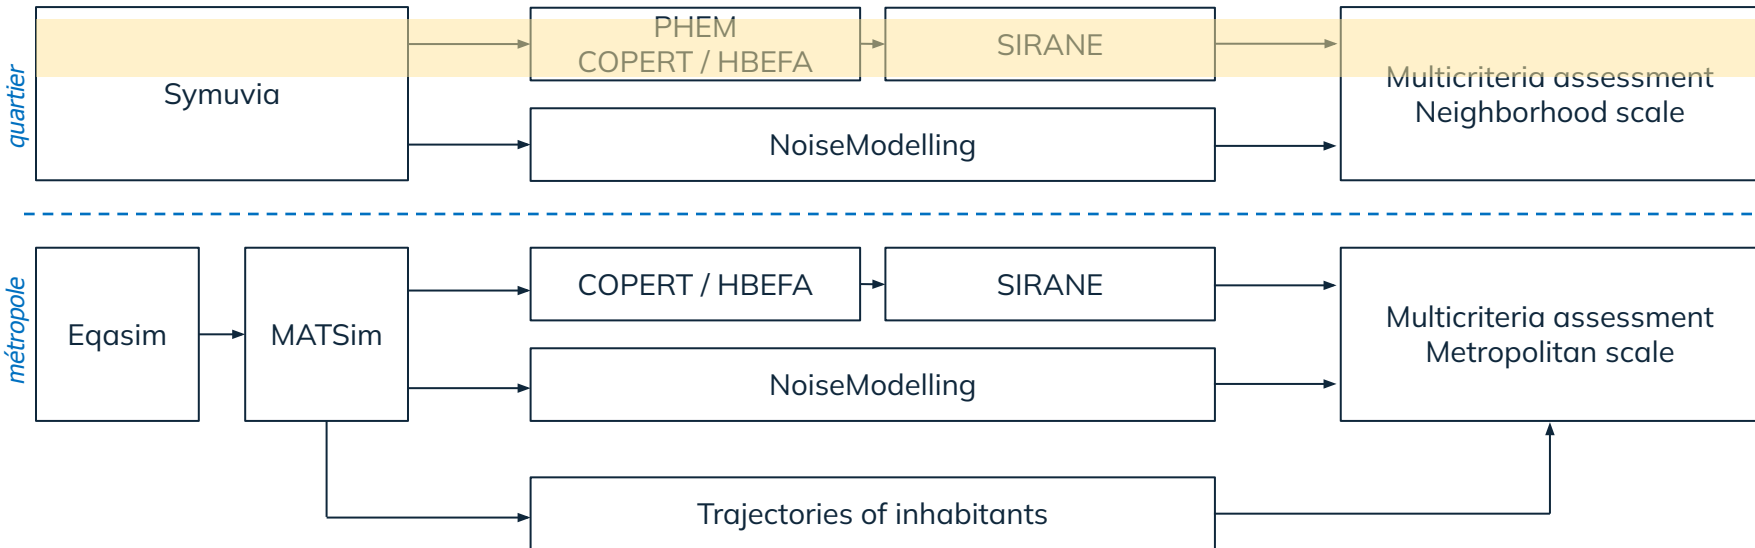 quartier
Symuvia
PHEM
COPERT / HBEFA
SIRANE
NoiseModelling
Multicriteria assessment
Neighborhood scale
métropole
Eqasim
MATSim
COPERT / HBEFA
SIRANE
NoiseModelling
Trajectories of inhabitants
Multicriteria assessment
Metropolitan scale